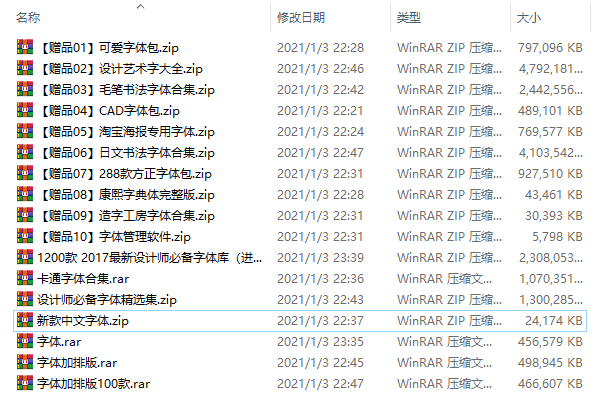 名称 修改日期 类型 大小
【赠品01】可爱字体包.zip 2021/1/3 22:28 WinRAR ZIP 压缩... 797,096 KB
【赠品02】设计艺术字大全.zip 2021/1/3 22:46 WinRAR ZIP 压缩... 4,792,181...
【赠品03】毛笔书法字体合集.zip 2021/1/3 22:42 WinRAR ZIP 压缩... 2,442,556...
【赠品04】CAD字体包.zip 2021/1/3 22:21 WinRAR ZIP 压缩... 489,101 KB
【赠品05】淘宝海报专用字体.zip 2021/1/3 22:24 WinRAR ZIP 压缩... 769,577 KB
【赠品06】日文书法字体合集.zip 2021/1/3 22:47 WinRAR ZIP 压缩... 4,103,542...
【赠品07】288款方正字体包.zip 2021/1/3 22:31 WinRAR ZIP 压缩... 927,510 KB
【赠品08】康熙字典体完整版.zip 2021/1/3 22:28 WinRAR ZIP 压缩... 43,461 KB
【赠品09】造字工房字体合集.zip 2021/1/3 22:31 WinRAR ZIP 压缩... 30,393 KB
【赠品10】字体管理软件.zip 2021/1/3 22:31 WinRAR ZIP 压缩... 5,798 KB
1200款 2017最新设计师必备字体库（进... 2021/1/3 23:39 WinRAR ZIP 压缩... 2,308,053...
卡通字体合集.rar 2021/1/3 22:36 WinRAR 压缩文... 1,070,351...
设计师必备字体精选集.zip 2021/1/3 22:43 WinRAR ZIP 压缩... 1,300,285...
新款中文字体.zip 2021/1/3 22:37 WinRAR ZIP 压缩... 24,174 KB
字体.rar 2021/1/3 23:35 WinRAR 压缩文... 456,579 KB
字体加排版.rar 2021/1/3 22:45 WinRAR 压缩文... 498,945 KB
字体加排版100款.rar 2021/1/3 22:47 WinRAR 压缩文... 466,607 KB